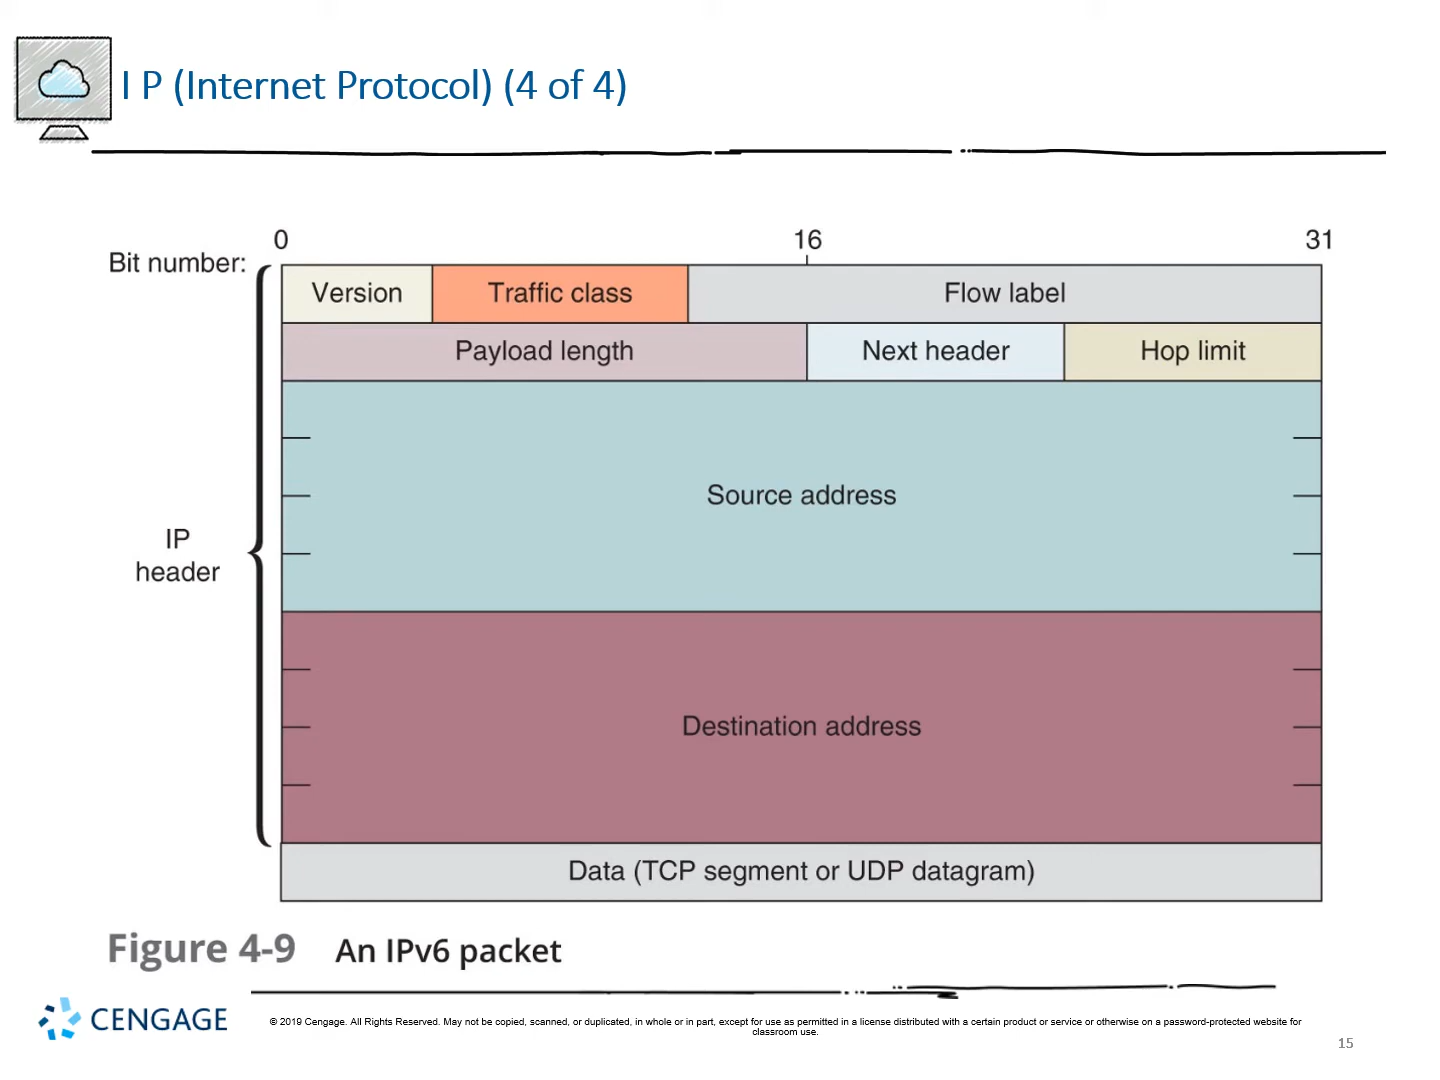 I P (Internet Protocol) (4 of 4)
0 16 31
Bit number:
Version Traffic class Flow label
Payload length Next header Hop limit
Source address
IP
header
Destination address
Data (TCP segment or UDP datagram)
Figure 4-9 An IPv6 packet
CENGAGE
© 2019 Cengage. All Rights Reserved. May not be copied, scanned, or duplicated, in whole or in part, except for use as permitted in a license distributed with a certain product or service or otherwise on a password-protected website for
classroom use.
15